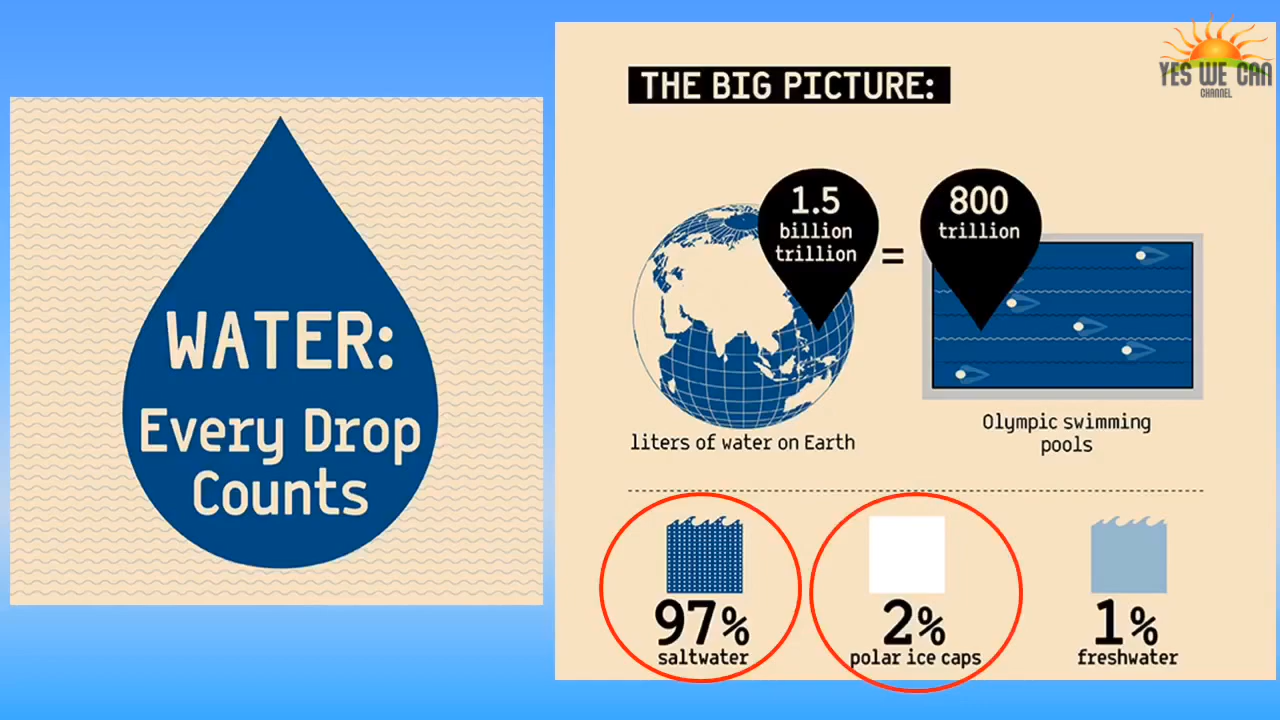 WATER:
Every Drop
Counts
YES WE CAN
CHANNEL
THE BIG PICTURE:
1.5
billion
trillion
=
800
trillion
liters of water on Earth
Olympic swimming
pools
97%
saltwater
2%
polar ice caps
1%
freshwater